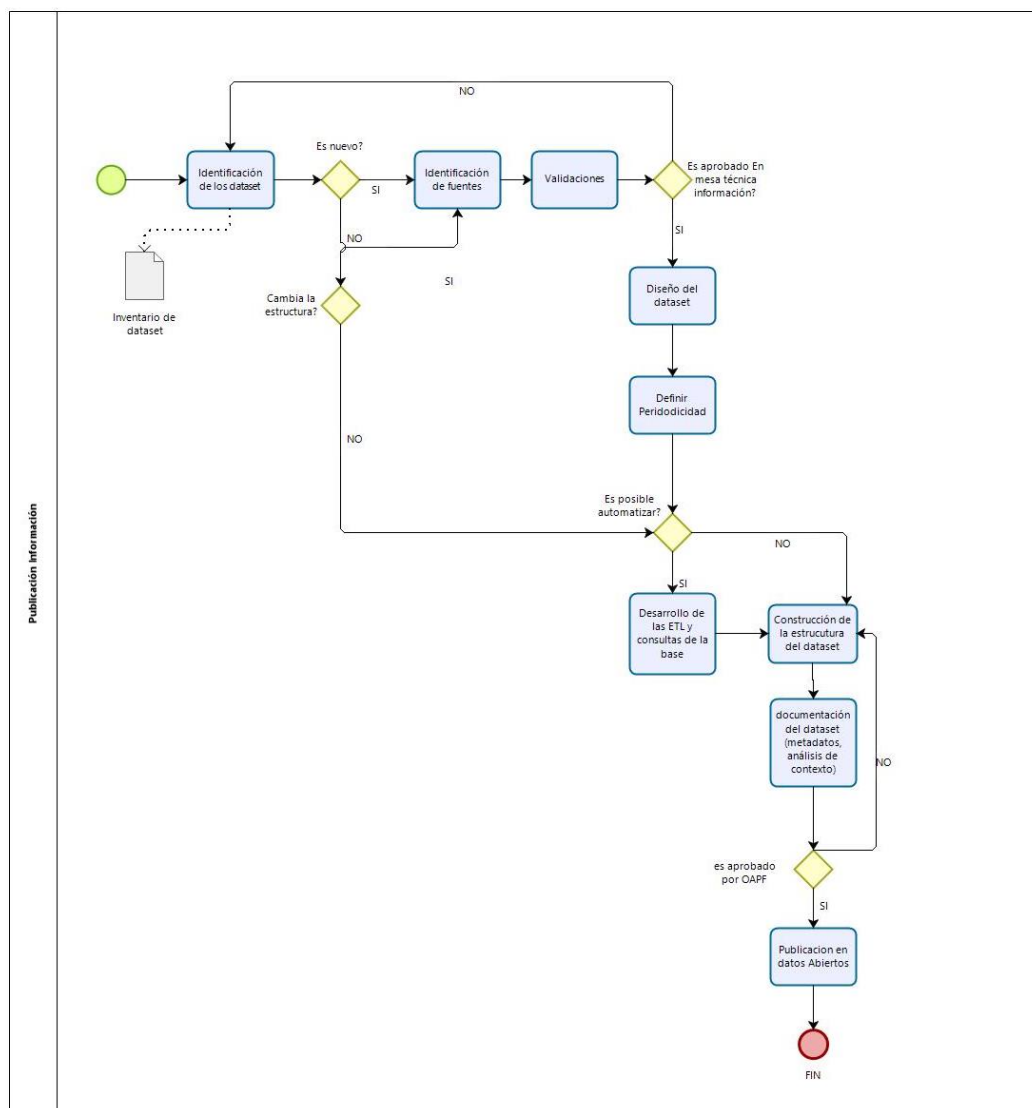 Publicación Información
NO
Es nuevo?
Identificación
de los dataset
SI
Identificación
de fuentes
Validaciones
Es aprobado En
mesa técnica
información?
NO
SI
SI
Inventario de
dataset
Cambia la
estructura?
Diseño del
dataset
Definir
Peridodicidad
NO
Es posible
automatizar?
NO
SI
Desarrollo de
las ETL y
consultas de la
base
Construcción de
la estrucutura
del dataset
documentación
del dataset
(metadatos,
análisis de
contexto)
NO
es aprobado
por OAPF
SI
Publicacion en
datos Abiertos
FIN